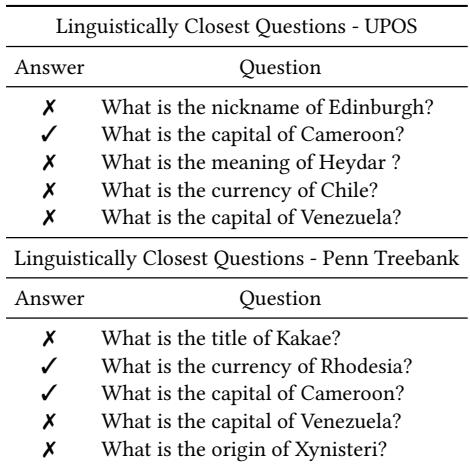 Linguistically Closest Questions - UPOS
Answer Question
✗ What is the nickname of Edinburgh?
✓ What is the capital of Cameroon?
✗ What is the meaning of Heydar ?
✗ What is the currency of Chile?
✗ What is the capital of Venezuela?
Linguistically Closest Questions - Penn Treebank
Answer Question
✗ What is the title of Kakae?
✓ What is the currency of Rhodesia?
✓ What is the capital of Cameroon?
✗ What is the capital of Venezuela?
✗ What is the origin of Xynisteri?